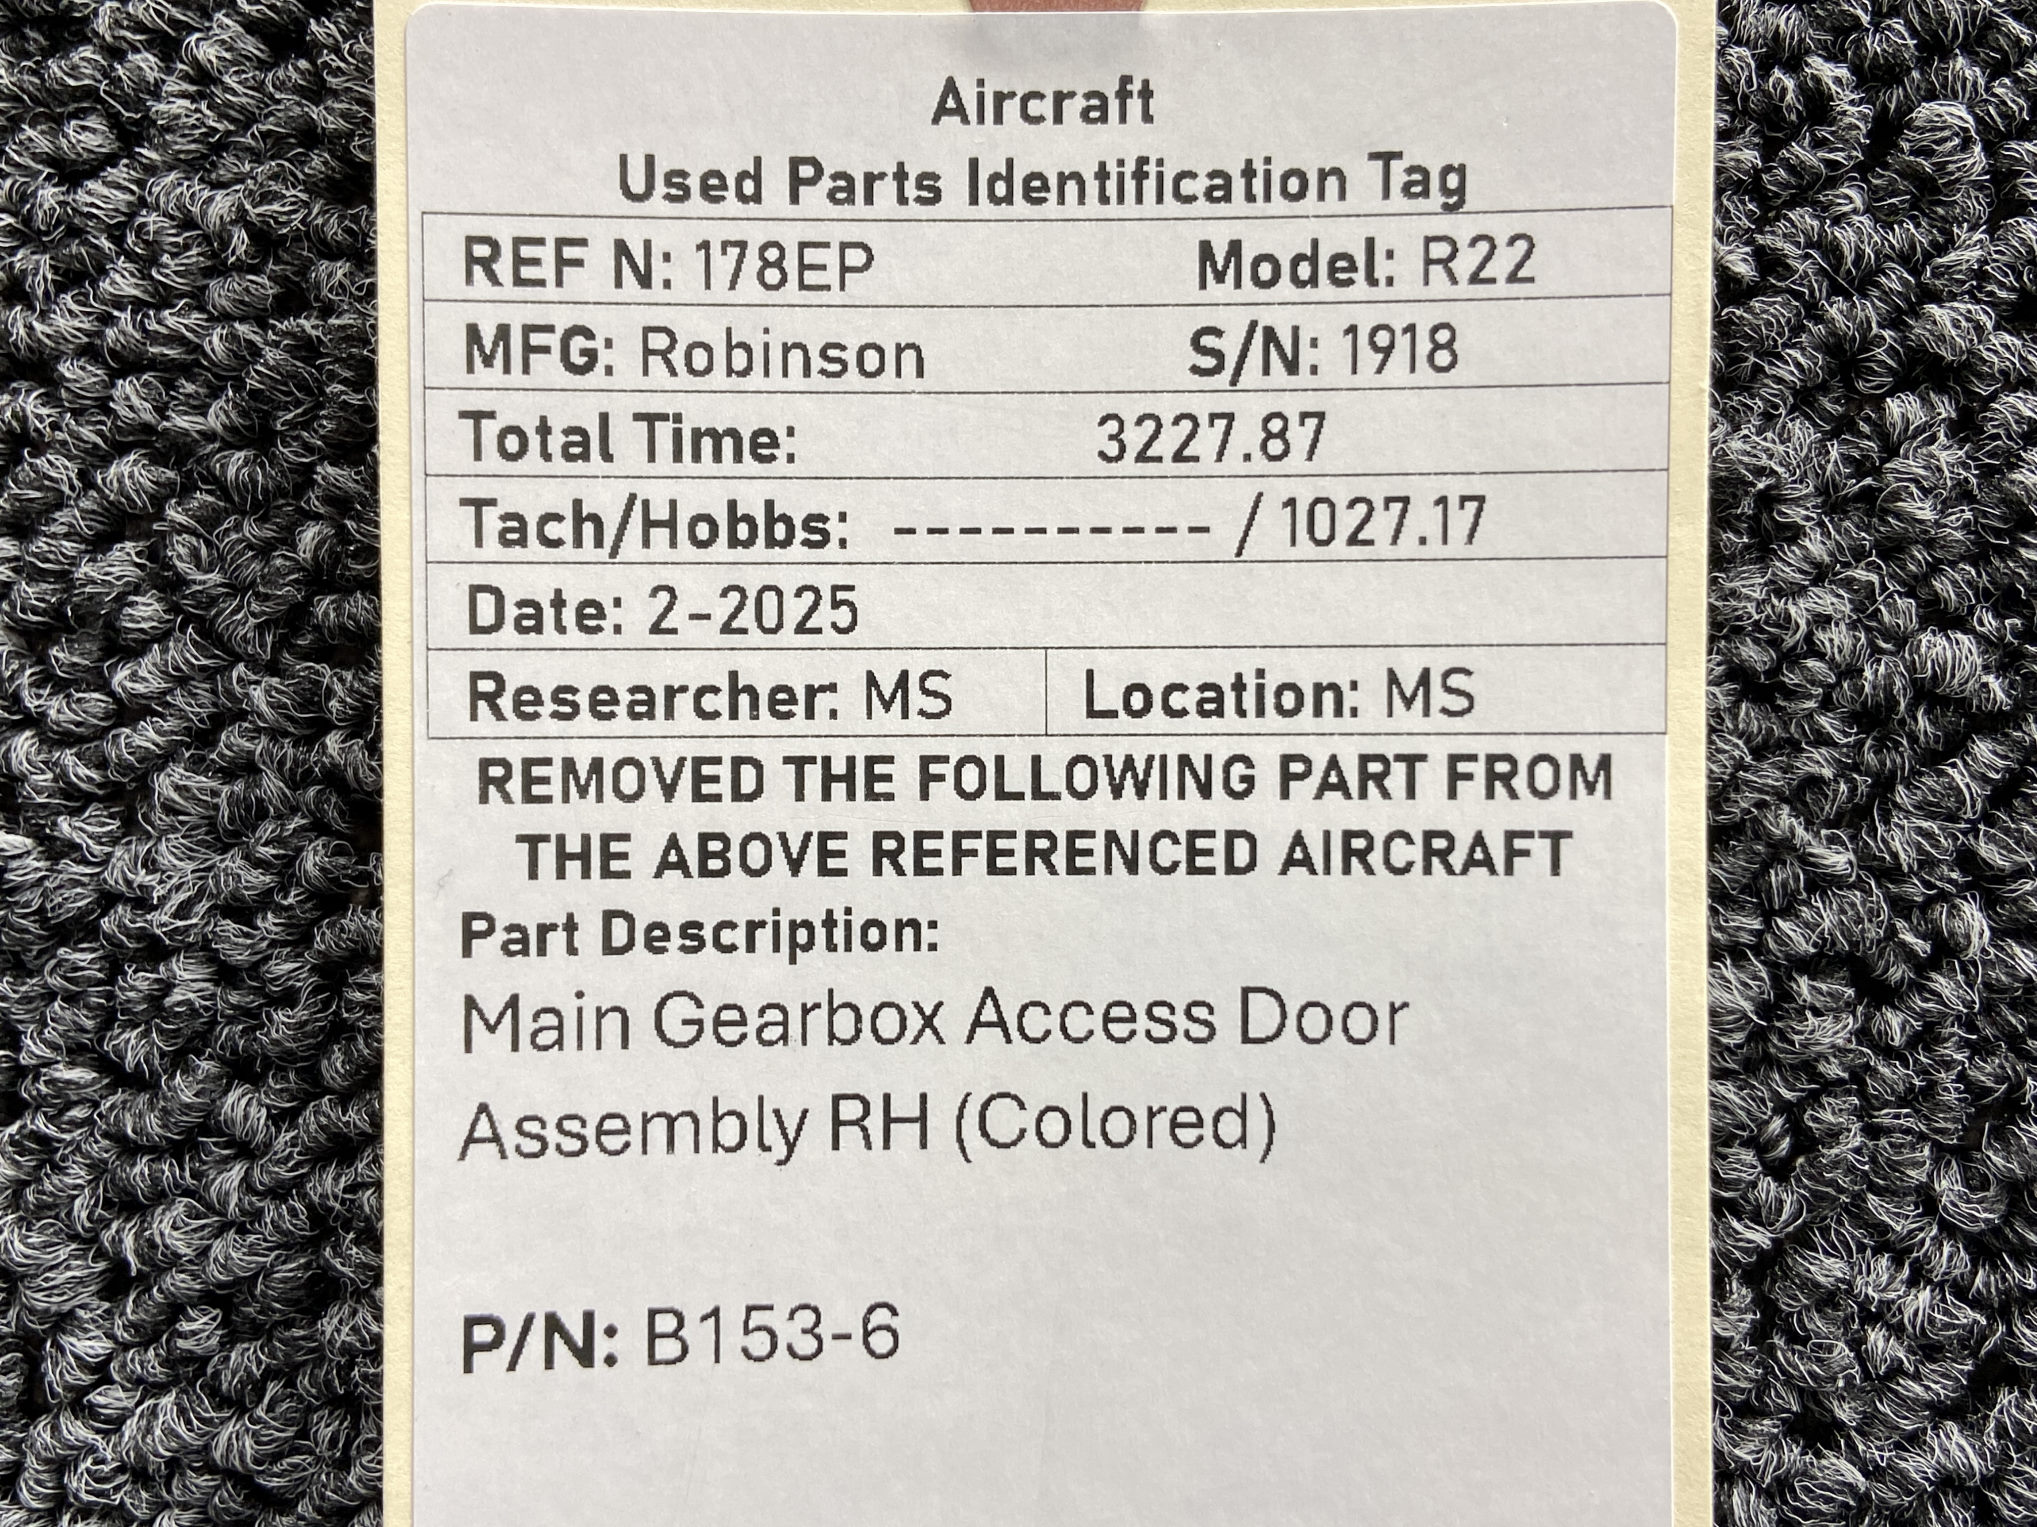 Aircraft
Used Parts Identification Tag
REF N: 178EP Model: R22
MFG: Robinson S/N: 1918
Total Time: 3227.87
Tach/Hobbs: ---------- / 1027.17
Date: 2-2025
Researcher: MS Location: MS
REMOVED THE FOLLOWING PART FROM
THE ABOVE REFERENCED AIRCRAFT
Part Description:
Main Gearbox Access Door
Assembly RH (Colored)
P/N: B153-6